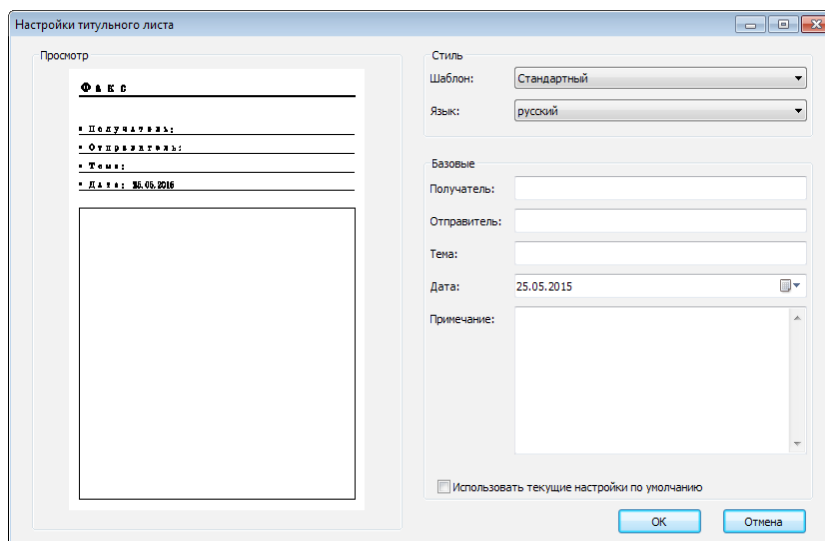 Настройки титульного листа
Просмотр
Факс
• Получатель:
• Отправитель:
• Тема:
• Дата: 25.05.2015
Стиль
Шаблон: Стандартный
Язык: русский
Базовые
Получатель:
Отправитель:
Тема:
Дата: 25.05.2015
Примечание:
Использовать текущие настройки по умолчанию
OK Отмена